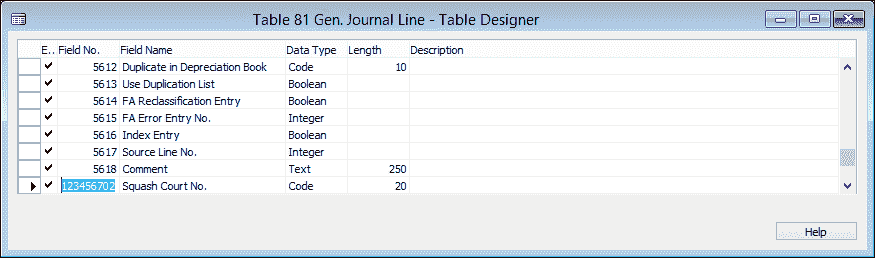 Table 81 Gen. Journal Line - Table Designer
E.. Field No. Field Name Data Type Length Description
5612 Duplicate in Depreciation Book Code 10
5613 Use Duplication List Boolean
5614 FA Reclassification Entry Boolean
5615 FA Error Entry No. Integer
5616 Index Entry Boolean
5617 Source Line No. Integer
5618 Comment Text 250
123456702 Squash Court No. Code 20
Help